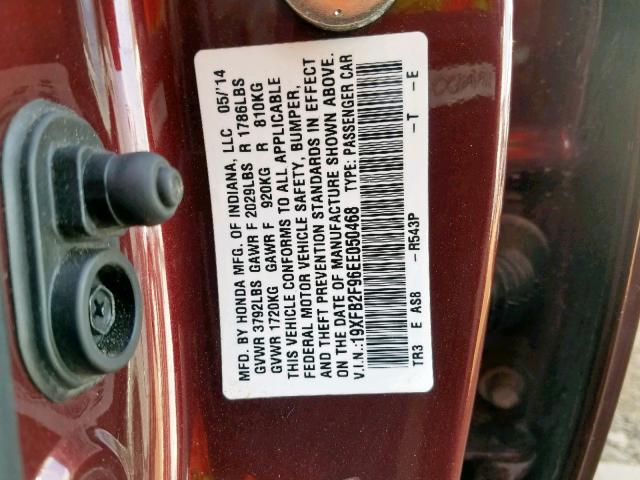 MFD. BY HONDA MFG. OF INDIANA, LLC 05/'14
GVWR 3792LBS GAWR F 2029LBS R 1786LBS
GVWR 1720KG GAWR F 920KG R 810KG
THIS VEHICLE CONFORMS TO ALL APPLICABLE
FEDERAL MOTOR VEHICLE SAFETY, BUMPER,
AND THEFT PREVENTION STANDARDS IN EFFECT
ON THE DATE OF MANUFACTURE SHOWN ABOVE.
V.I.N.:19XFB2F96EE050468 TYPE: PASSENGER CAR
TR3 E AS8 -R543P -T -E